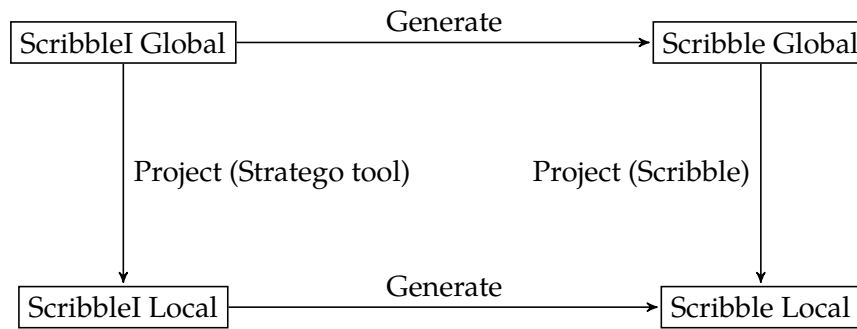 Generate
ScribbleI Global
Scribble Global
Project (Stratego tool)
Project (Scribble)
Generate
ScribbleI Local
Scribble Local